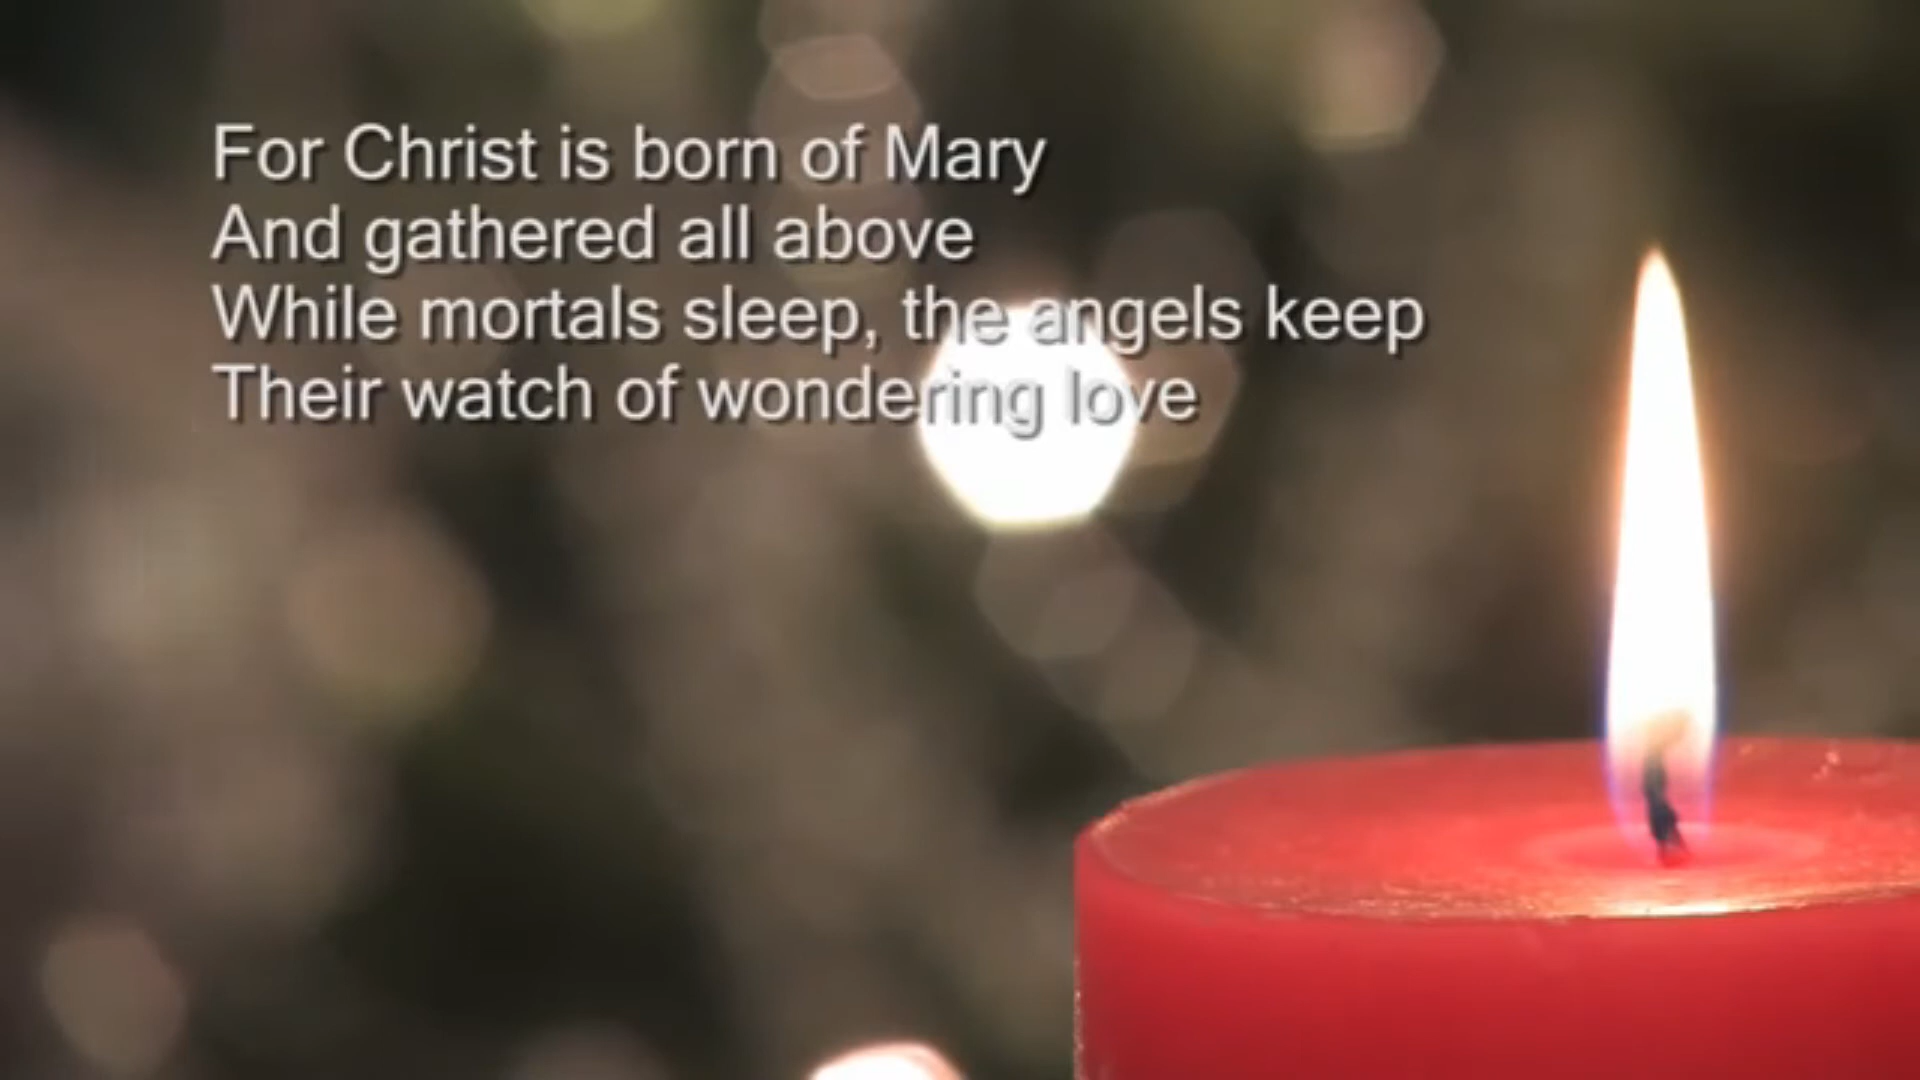 For Christ is born of Mary
And gathered all above
While mortals sleep, the angels keep
Their watch of wondering love